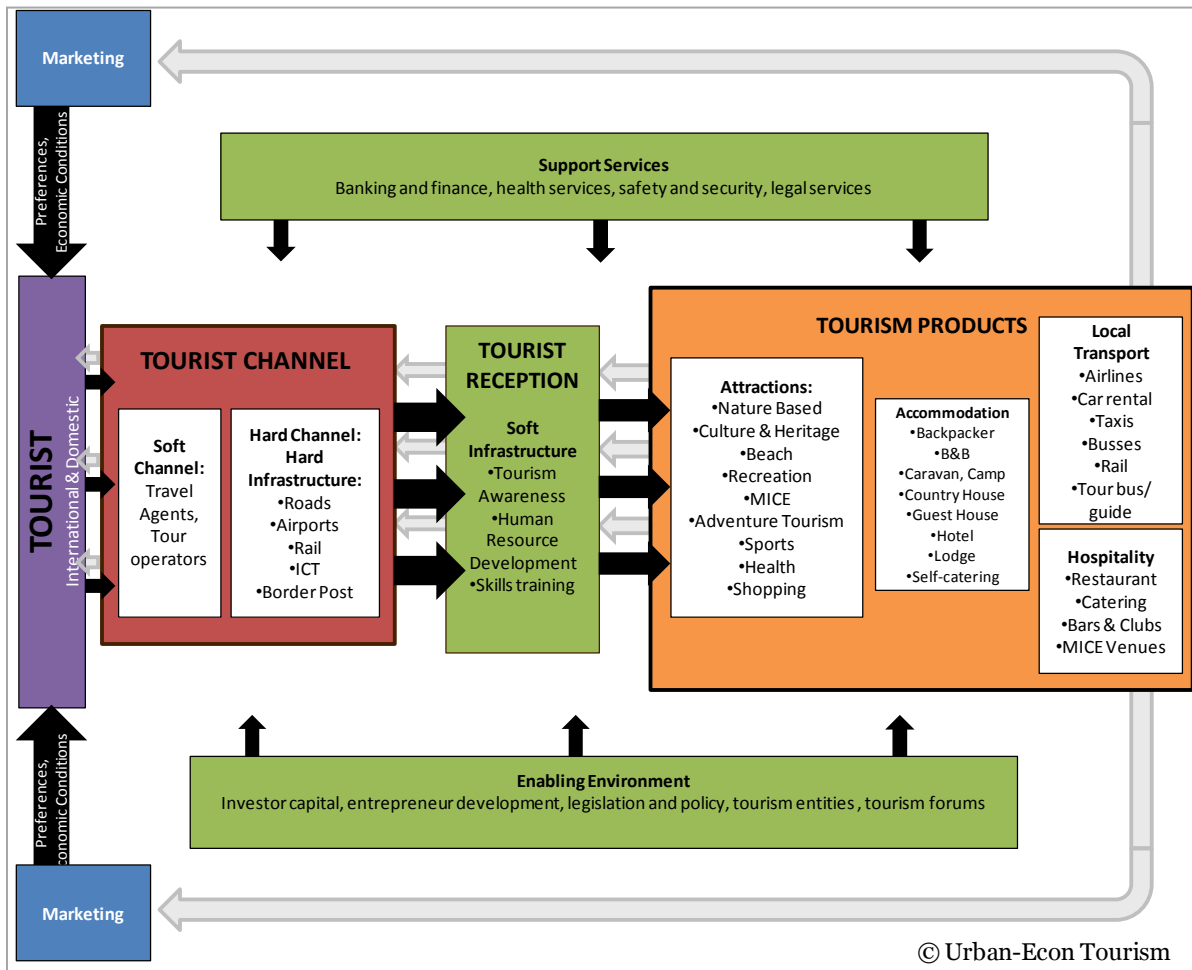 Marketing
Preferences,
Economic Conditions
Support Services
Banking and finance, health services, safety and security, legal services
TOURIST
International & Domestic
TOURIST CHANNEL
Soft
Channel:
Travel
Agents,
Tour
operators
Hard Channel:
Hard
Infrastructure:
•Roads
•Airports
•Rail
•ICT
•Border Post
TOURIST
RECEPTION
Soft
Infrastructure
•Tourism
Awareness
•Human
Resource
Development
•Skills training
TOURISM PRODUCTS
Attractions:
•Nature Based
•Culture & Heritage
•Beach
•Recreation
•MICE
•Adventure Tourism
•Sports
•Health
•Shopping
Accommodation
•Backpacker
•B&B
•Caravan, Camp
•Country House
•Guest House
•Hotel
•Lodge
•Self-catering
Local
Transport
•Airlines
•Car rental
•Taxis
•Busses
•Rail
•Tour bus/
guide
Hospitality
•Restaurant
•Catering
•Bars & Clubs
•MICE Venues
Enabling Environment
Investor capital, entrepreneur development, legislation and policy, tourism entities , tourism forums
Preferences,
conomic Conditions
Marketing
© Urban-Econ Tourism